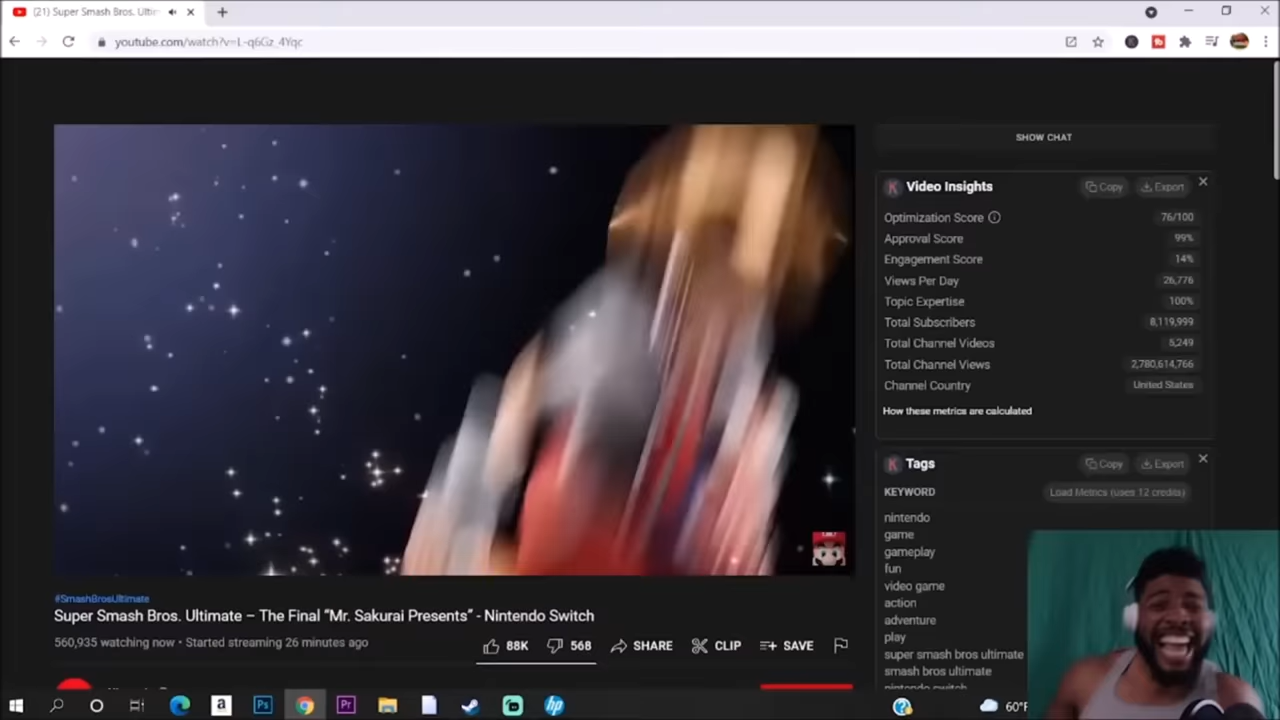 (21) Super Smash Bros. Ultim
youtube.com/watch?v=L-q6Gz_4Yqc
SHOW CHAT
Video Insights
Copy
Export
Optimization Score
76/100
Approval Score
99%
Engagement Score
14%
Views Per Day
26,776
Topic Expertise
100%
Total Subscribers
8,119,999
Total Channel Videos
5,249
Total Channel Views
2,780,614,766
Channel Country
United States
How these metrics are calculated
Tags
Copy
Export
KEYWORD
Load Metrics (uses 12 credits)
nintendo
game
gameplay
fun
video game
action
adventure
play
super smash bros ultimate
smash bros ultimate
nintendo switch
#SmashBrosUltimate
Super Smash Bros. Ultimate – The Final “Mr. Sakurai Presents” - Nintendo Switch
560,935 watching now • Started streaming 26 minutes ago
88K
568
SHARE
CLIP
SAVE
60°F